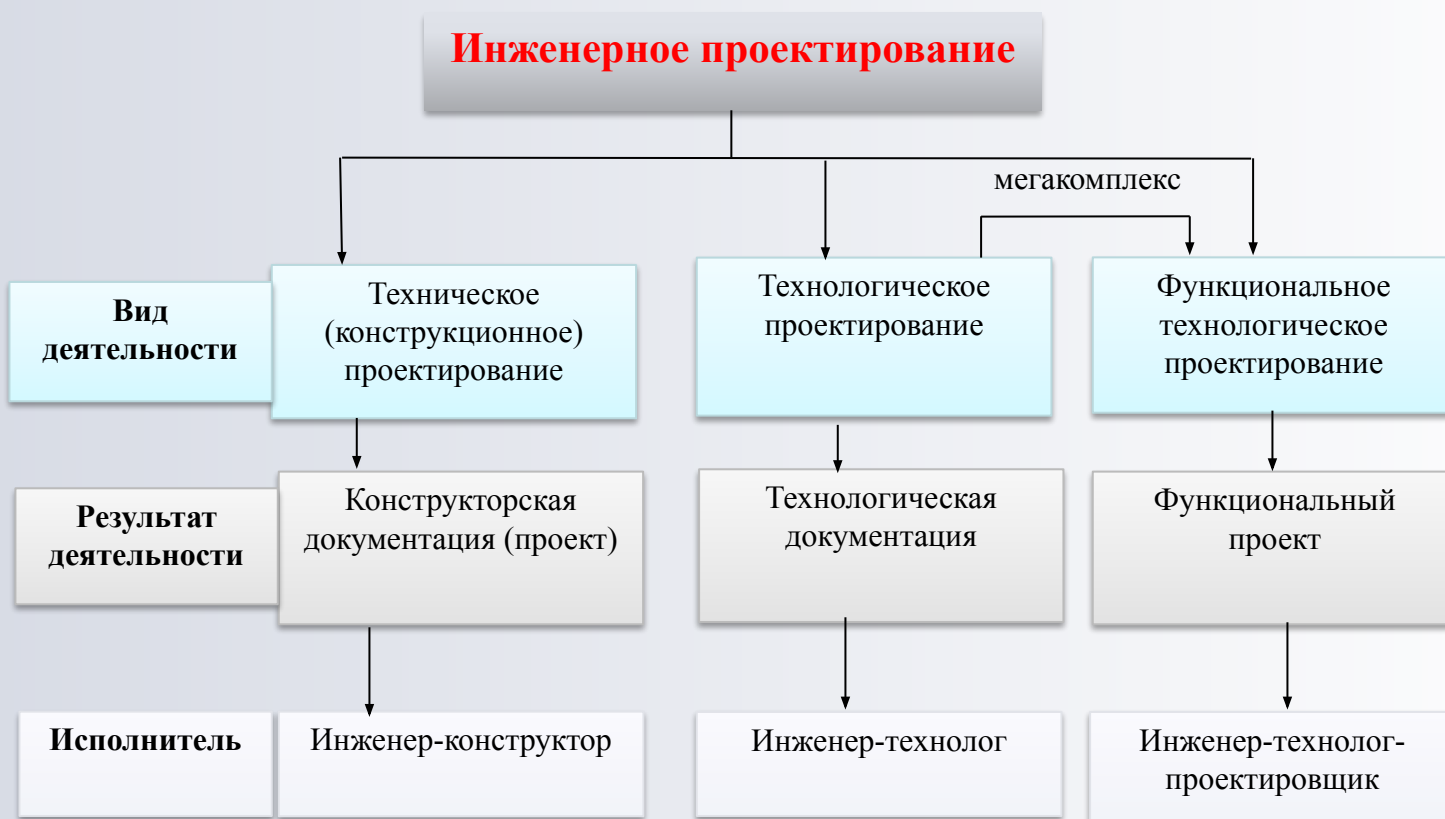 Инженерное проектирование
мегакомплекс
Вид
деятельности
Техническое
(конструкционное)
проектирование
Технологическое
проектирование
Функциональное
технологическое
проектирование
Результат
деятельности
Конструкторская
документация (проект)
Технологическая
документация
Функциональный
проект
Исполнитель
Инженер-конструктор
Инженер-технолог
Инженер-технолог-
проектировщик